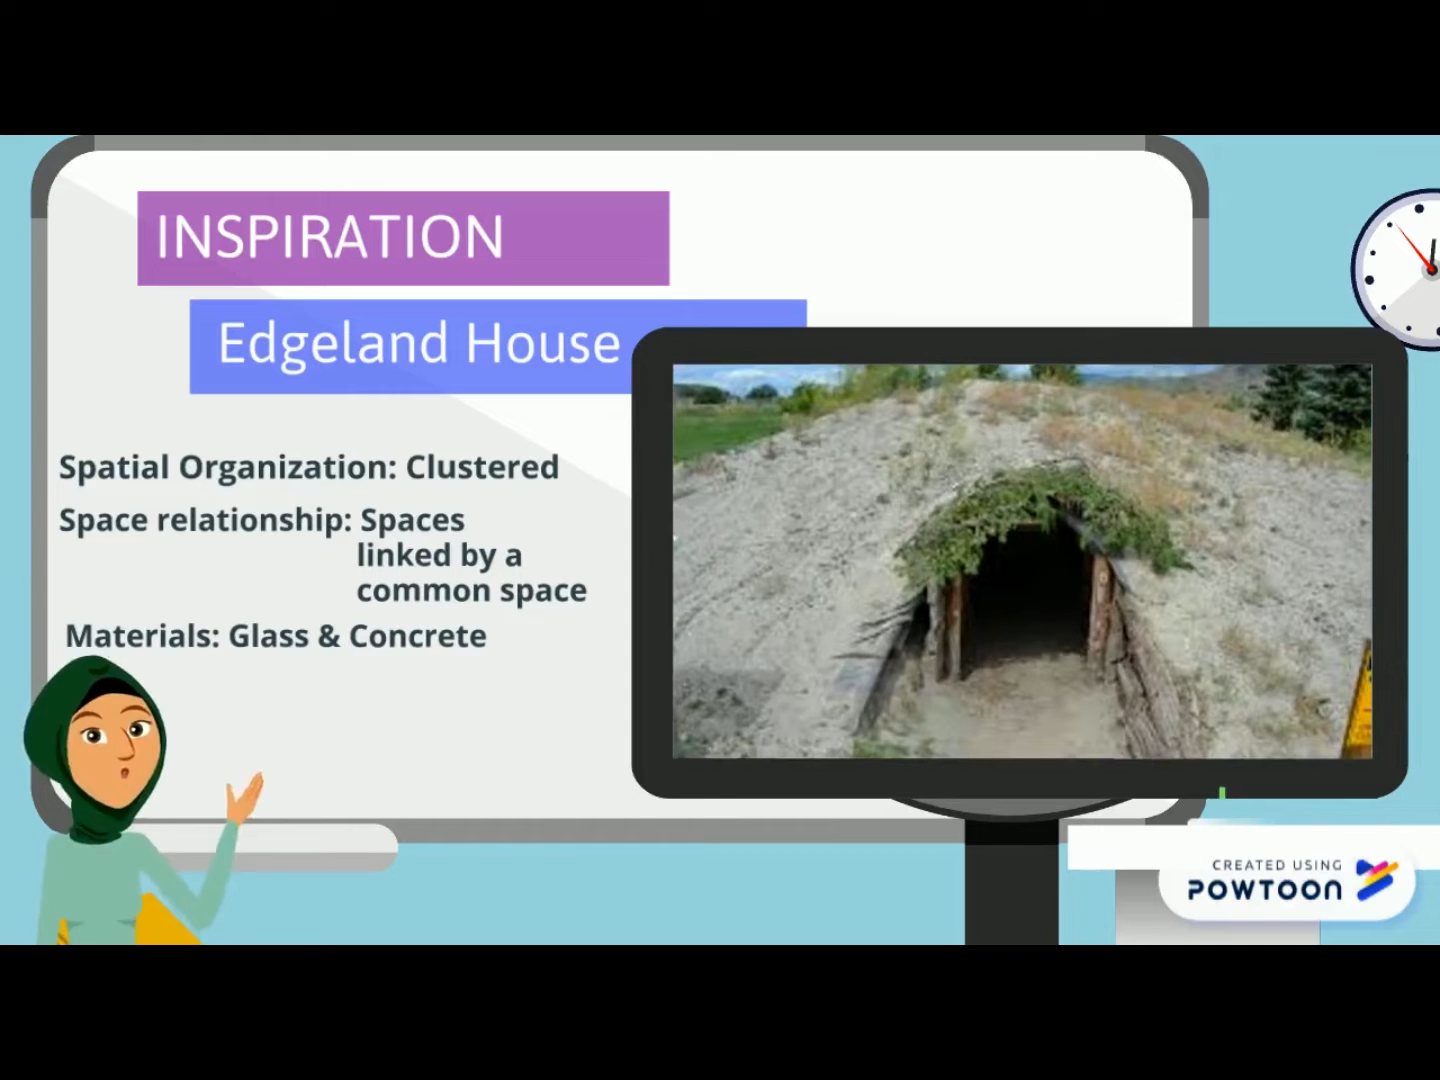 INSPIRATION
Edgeland House
Spatial Organization: Clustered
Space relationship: Spaces
linked by a
common space
Materials: Glass & Concrete
CREATED USING
POWTOON